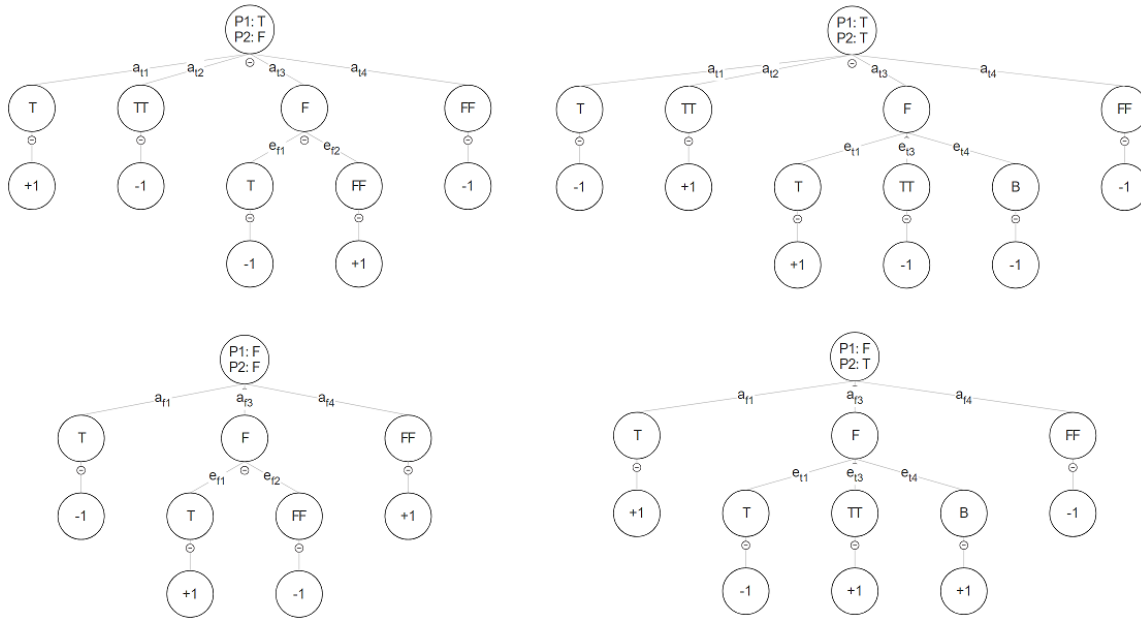 P1: T
P2: F
a_t1 a_t2 a_t3 a_t4
T TT F FF
+1 -1 e_f1 e_f2 -1
T FF
-1 +1
P1: T
P2: T
a_t1 a_t2 a_t3 a_t4
T TT F FF
-1 +1 e_t1 e_t3 e_t4 -1
T TT B
+1 -1 -1
P1: F
P2: F
a_f1 a_f3 a_f4
T F FF
-1 e_f1 e_f2 +1
T FF
+1 -1
P1: F
P2: T
a_f1 a_f3 a_f4
T F FF
+1 e_t1 e_t3 e_t4 -1
T TT B
-1 +1 +1